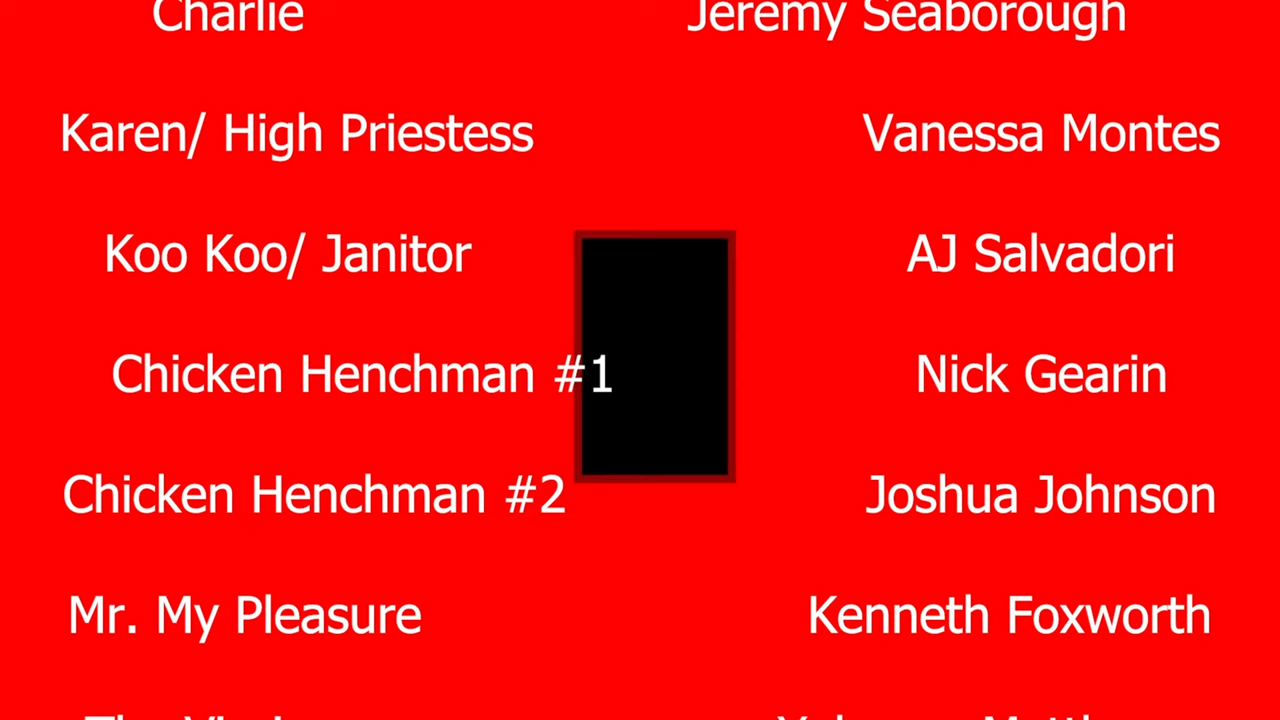 Charlie Jeremy Seaborough
Karen/ High Priestess Vanessa Montes
Koo Koo/ Janitor AJ Salvadori
Chicken Henchman #1 Nick Gearin
Chicken Henchman #2 Joshua Johnson
Mr. My Pleasure Kenneth Foxworth
The